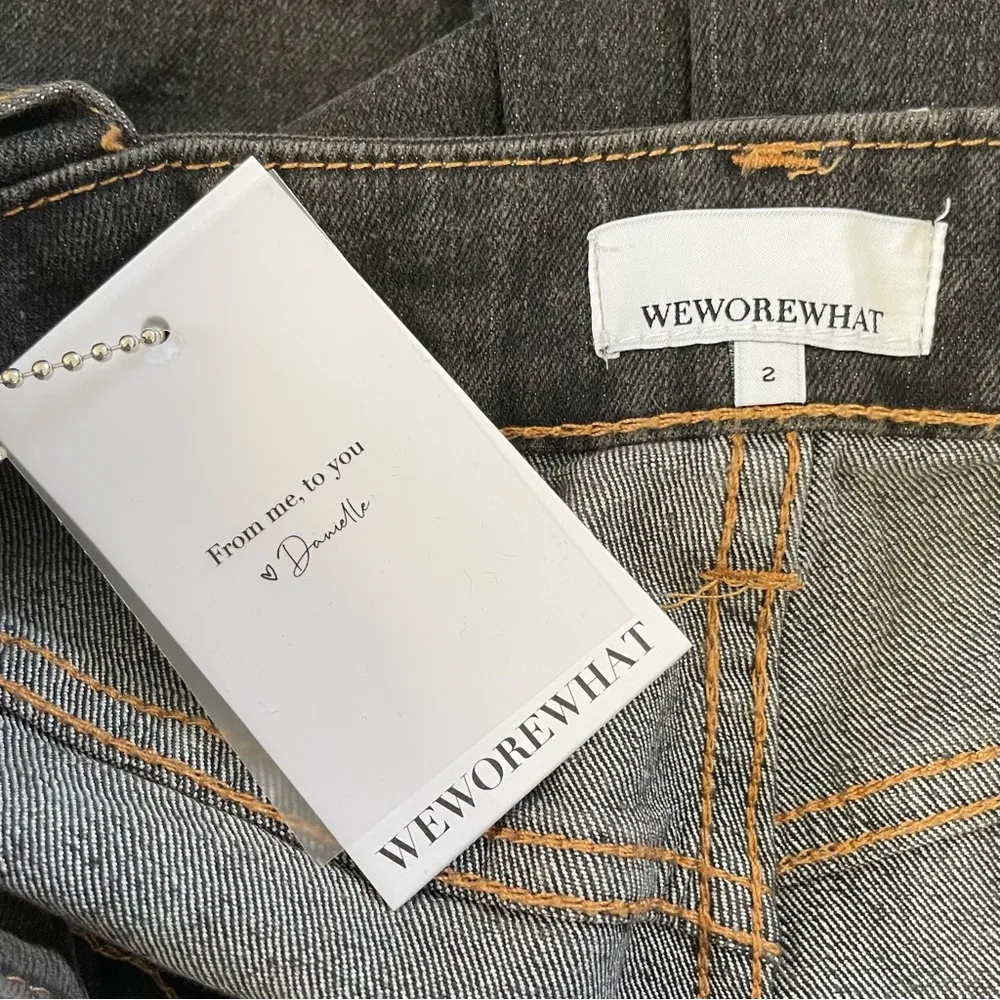 WEWOREWHAT
2
From me, to you
♡ Danielle
WEWOREWHAT